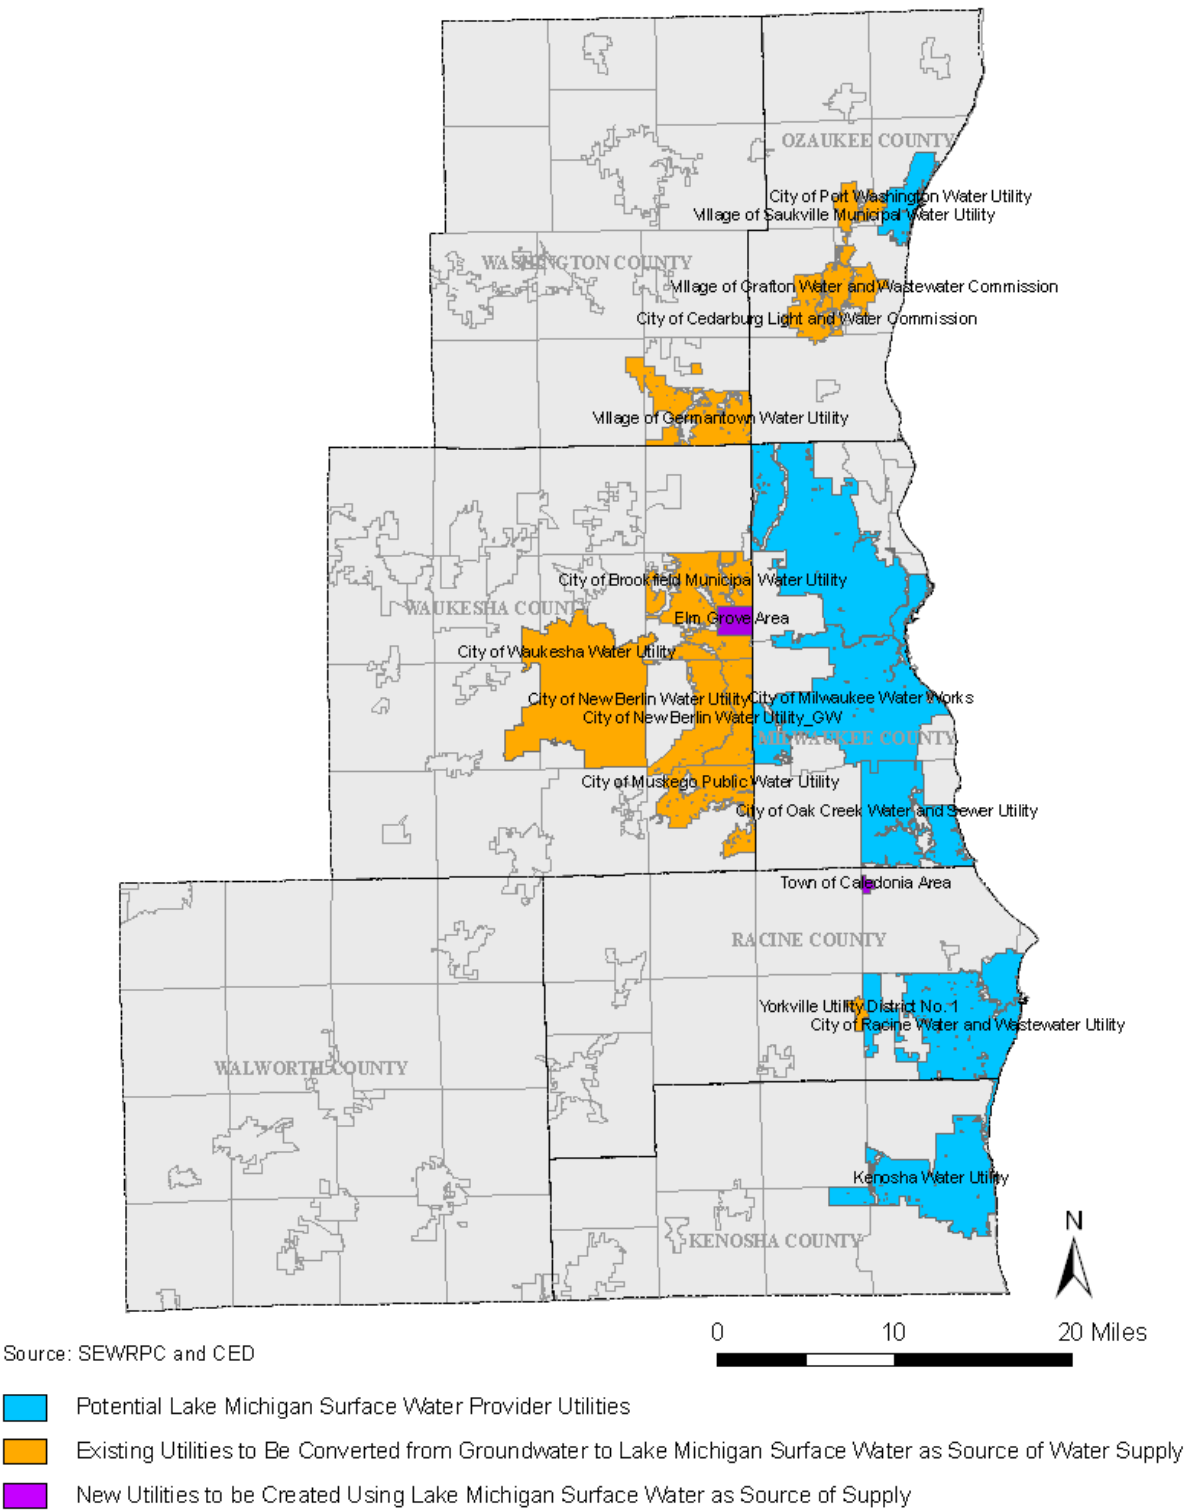 OZAUKEE COUNTY
City of Port Washington Water Utility
Village of Saukville Municipal Water Utility
WASHINGTON COUNTY
Village of Grafton Water and Wastewater Commission
City of Cedarburg Light and Water Commission
Village of Germantown Water Utility
City of Brookfield Municipal Water Utility
WAUKESHA COUNTY
Elm Grove Area
City of Waukesha Water Utility
City of New Berlin Water Utility
City of Milwaukee Water Works
City of New Berlin Water Utility_GW
MILWAUKEE COUNTY
City of Muskego Public Water Utility
City of Oak Creek Water and Sewer Utility
Town of Caledonia Area
RACINE COUNTY
Yorkville Utility District No. 1
City of Racine Water and Wastewater Utility
WALWORTH COUNTY
Kenosha Water Utility
KENOSHA COUNTY
N
0 10 20 Miles
Source: SEWRPC and CED
Potential Lake Michigan Surface Water Provider Utilities
Existing Utilities to Be Converted from Groundwater to Lake Michigan Surface Water as Source of Water Supply
New Utilities to be Created Using Lake Michigan Surface Water as Source of Supply